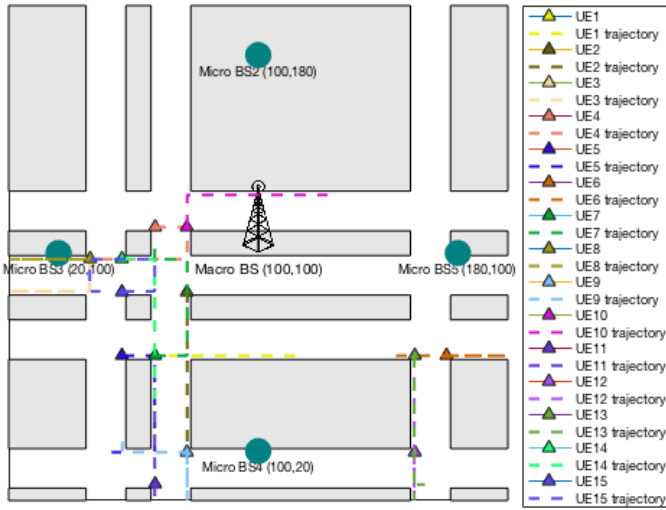 Micro BS2 (100,180)
Micro BS3 (20,100)
Macro BS (100,100)
Micro BS5 (180,100)
Micro BS4 (100,20)
UE1
UE1 trajectory
UE2
UE2 trajectory
UE3
UE3 trajectory
UE4
UE4 trajectory
UE5
UE5 trajectory
UE6
UE6 trajectory
UE7
UE7 trajectory
UE8
UE8 trajectory
UE9
UE9 trajectory
UE10
UE10 trajectory
UE11
UE11 trajectory
UE12
UE12 trajectory
UE13
UE13 trajectory
UE14
UE14 trajectory
UE15
UE15 trajectory